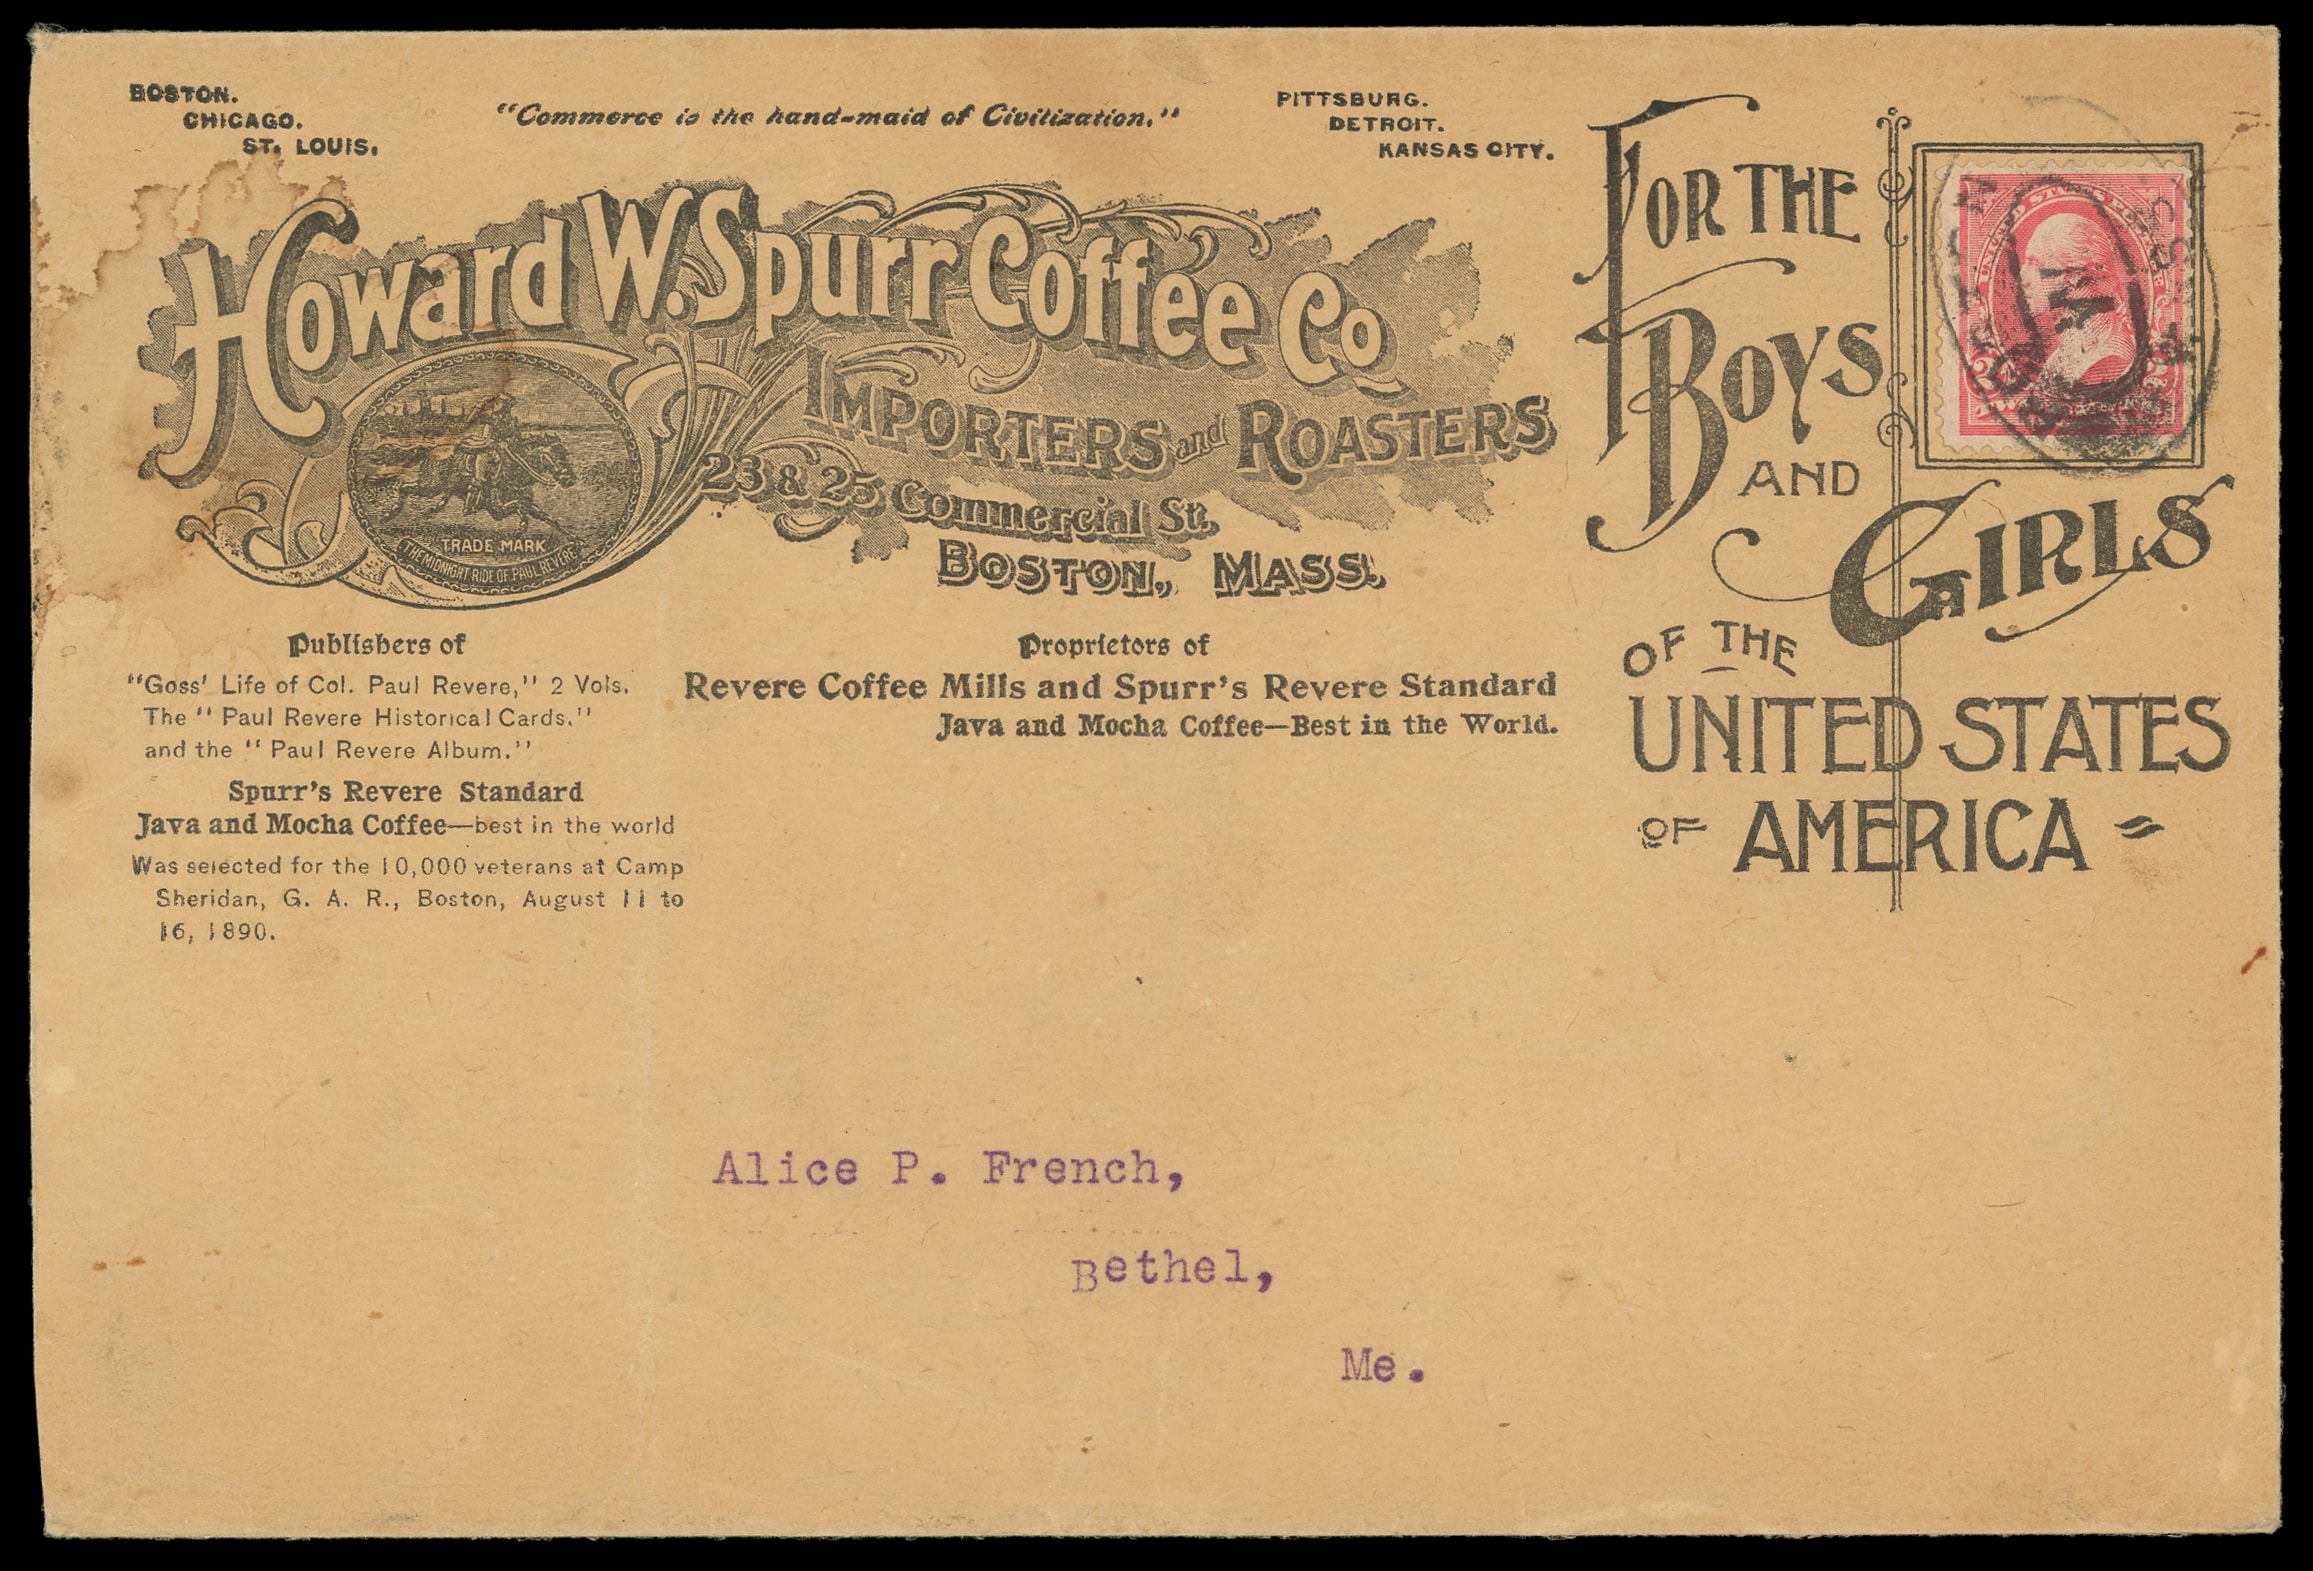 BOSTON.
CHICAGO.
ST. LOUIS.
"Commerce is the hand-maid of Civilization."
PITTSBURG.
DETROIT.
KANSAS CITY.
Howard W. Spurr Coffee Co
IMPORTERS and ROASTERS
23 & 25 Commercial St.,
BOSTON, MASS.
TRADE MARK
THE MIDNIGHT RIDE OF PAUL REVERE
Publishers of
"Goss' Life of Col. Paul Revere," 2 Vols.
The "Paul Revere Historical Cards."
and the "Paul Revere Album."
Spurr's Revere Standard
Java and Mocha Coffee—best in the world
Was selected for the 10,000 veterans at Camp
Sheridan, G. A. R., Boston, August 11 to
16, 1890.
Proprietors of
Revere Coffee Mills and Spurr's Revere Standard
Java and Mocha Coffee—Best in the World.
FOR THE
BOYS
AND
GIRLS
OF THE
UNITED STATES
OF AMERICA
UNITED STATES
Alice P. French,
Bethel,
Me.